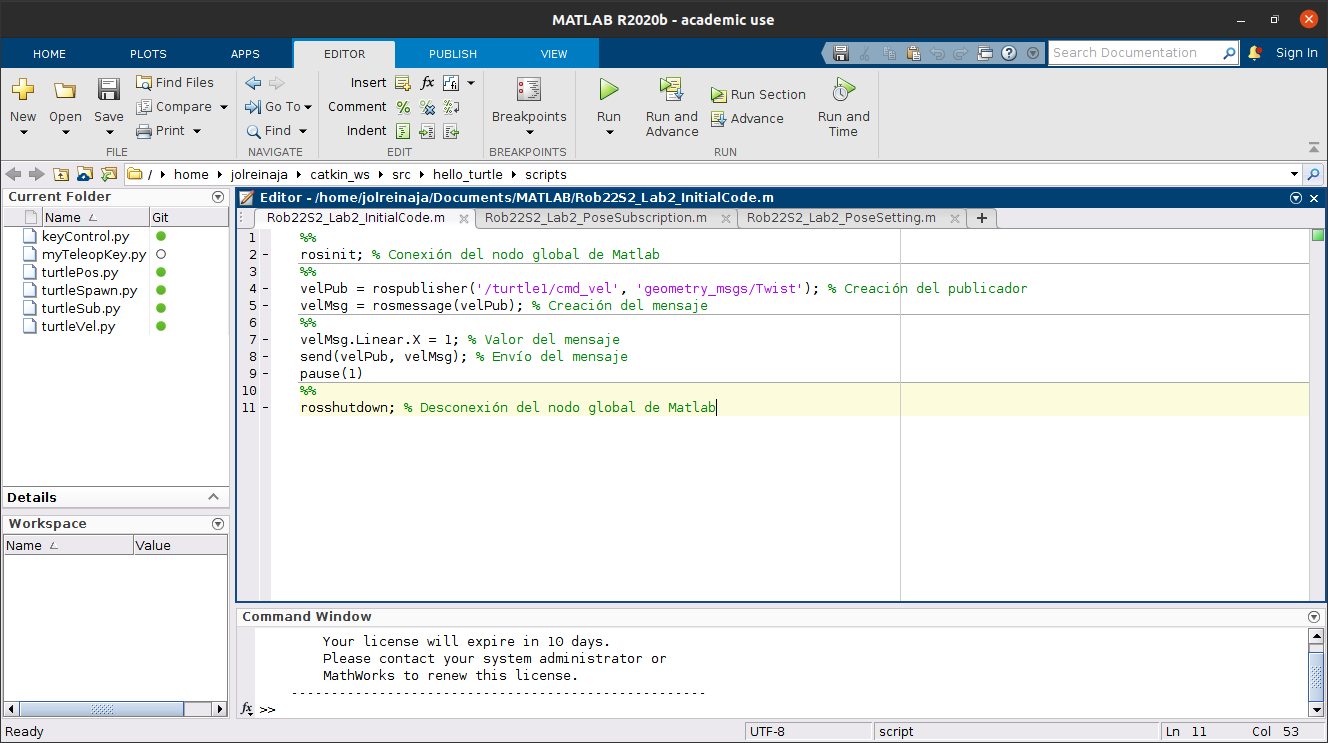 MATLAB R2020b - academic use
HOME PLOTS APPS EDITOR PUBLISH VIEW Search Documentation Sign In
New Open Save Find Files Compare Print
FILE
Go To Find
NAVIGATE
Insert fx
Comment
Indent
EDIT
Breakpoints
BREAKPOINTS
Run Run and Advance Run Section Advance Run and Time
RUN
/ home jolreinaja catkin_ws src hello_turtle scripts
Current Folder
Name Git
keyControl.py
myTeleopKey.py
turtlePos.py
turtleSpawn.py
turtleSub.py
turtleVel.py
Details
Workspace
Name Value
Editor - /home/jolreinaja/Documents/MATLAB/Rob22S2_Lab2_InitialCode.m
Rob22S2_Lab2_InitialCode.m Rob22S2_Lab2_PoseSubscription.m Rob22S2_Lab2_PoseSetting.m +
1 %%
2 - rosinit; % Conexión del nodo global de Matlab
3 %%
4 - velPub = rospublisher('/turtle1/cmd_vel', 'geometry_msgs/Twist'); % Creación del publicador
5 - velMsg = rosmessage(velPub); % Creación del mensaje
6 %%
7 - velMsg.Linear.X = 1; % Valor del mensaje
8 - send(velPub, velMsg); % Envío del mensaje
9 - pause(1)
10 %%
11 - rosshutdown; % Desconexión del nodo global de Matlab
Command Window
Your license will expire in 10 days.
Please contact your system administrator or
MathWorks to renew this license.
----------------------------------------------------
fx >>
Ready UTF-8 script Ln 11 Col 53